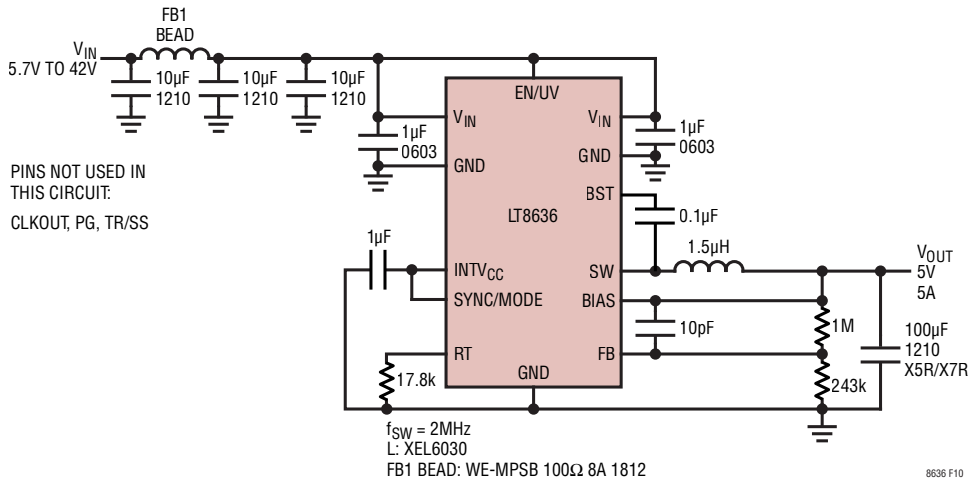 FB1
BEAD
VIN
5.7V TO 42V
10µF
1210
10µF
1210
10µF
1210
EN/UV
VIN
VIN
1µF
0603
1µF
0603
GND
GND
PINS NOT USED IN
THIS CIRCUIT:
CLKOUT, PG, TR/SS
BST
LT8636
0.1µF
1µF
1.5µH
VOUT
5V
5A
INTVCC
SW
SYNC/MODE
BIAS
10pF
1M
100µF
1210
X5R/X7R
RT
FB
17.8k
GND
243k
fSW = 2MHz
L: XEL6030
FB1 BEAD: WE-MPSB 100Ω 8A 1812
8636 F10